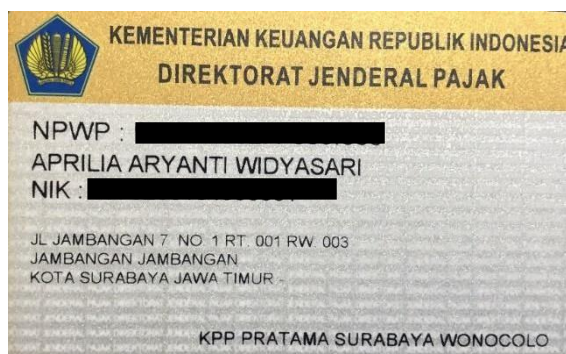 KEMENTERIAN KEUANGAN REPUBLIK INDONESIA
DIREKTORAT JENDERAL PAJAK
NPWP :
APRILIA ARYANTI WIDYASARI
NIK :
JL JAMBANGAN 7 NO. 1 RT. 001 RW. 003
JAMBANGAN JAMBANGAN
KOTA SURABAYA JAWA TIMUR -
KPP PRATAMA SURABAYA WONOCOLO